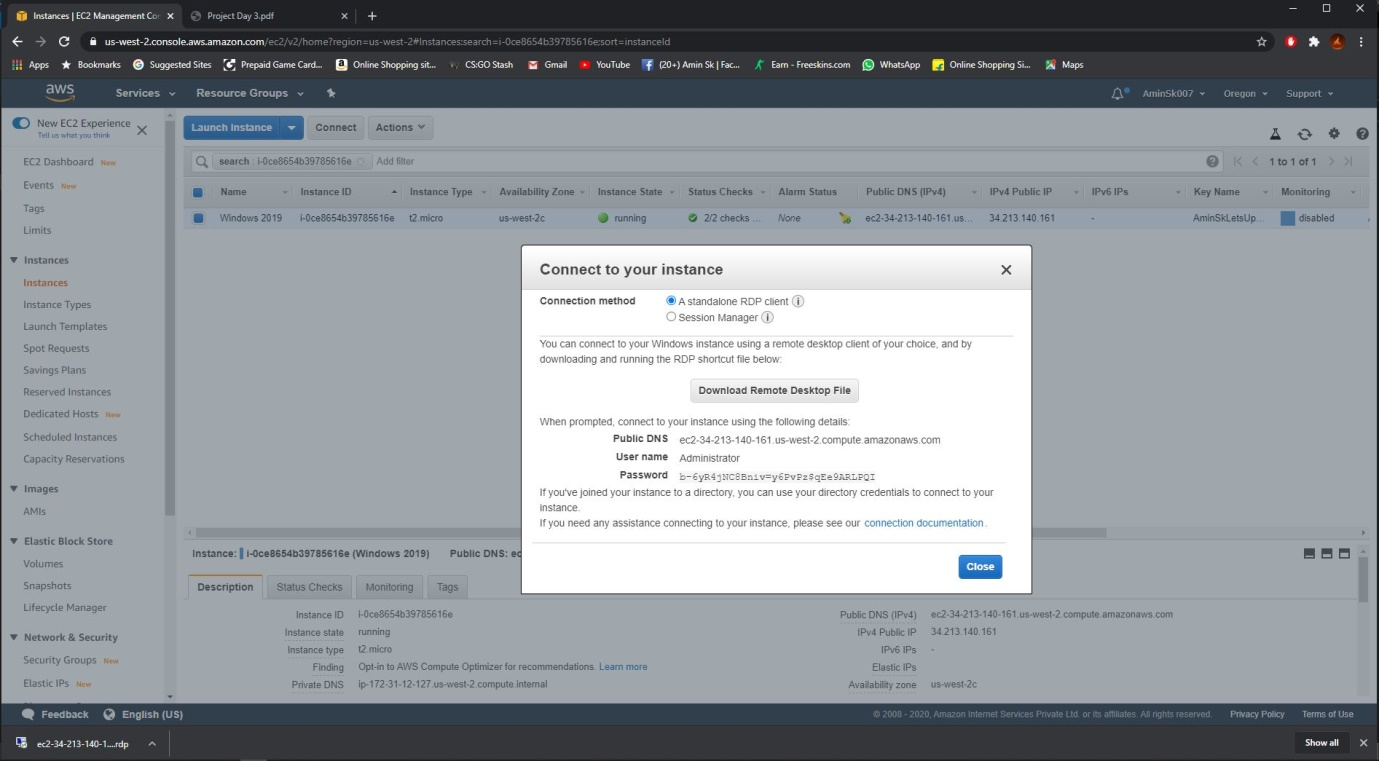 Instances | EC2 Management Con
Project Day 3.pdf
us-west-2.console.aws.amazon.com/ec2/v2/home?region=us-west-2#Instances:search=i-0ce8654b39785616e;sort=instanceId
Apps Bookmarks Suggested Sites Prepaid Game Card... Online Shopping sit... CS:GO Stash Gmail YouTube (20+) Amin Sk | Fac... Earn - Freeskins.com WhatsApp Online Shopping Si... Maps
aws Services Resource Groups AminSk007 Oregon Support
New EC2 Experience
Tell us what you think
EC2 Dashboard New
Events New
Tags
Limits
Instances
Instances
Instance Types
Launch Templates
Spot Requests
Savings Plans
Reserved Instances
Dedicated Hosts New
Scheduled Instances
Capacity Reservations
Images
AMIs
Elastic Block Store
Volumes
Snapshots
Lifecycle Manager
Network & Security
Security Groups New
Elastic IPs New
Launch Instance Connect Actions
search : i-0ce8654b39785616e Add filter 1 to 1 of 1
Name Instance ID Instance Type Availability Zone Instance State Status Checks Alarm Status Public DNS (IPv4) IPv4 Public IP IPv6 IPs Key Name Monitoring
Windows 2019 i-0ce8654b39785616e t2.micro us-west-2c running 2/2 checks ... None ec2-34-213-140-161.us... 34.213.140.161 - AminSkLetsUp... disabled
Connect to your instance
Connection method A standalone RDP client
Session Manager
You can connect to your Windows instance using a remote desktop client of your choice, and by
downloading and running the RDP shortcut file below:
Download Remote Desktop File
When prompted, connect to your instance using the following details:
Public DNS ec2-34-213-140-161.us-west-2.compute.amazonaws.com
User name Administrator
Password b-6yR4jNC8Bniv=y6PvPz$qEe9ARLPQI
If you've joined your instance to a directory, you can use your directory credentials to connect to your
instance.
If you need any assistance connecting to your instance, please see our connection documentation.
Close
Instance: i-0ce8654b39785616e (Windows 2019) Public DNS: ec
Description Status Checks Monitoring Tags
Instance ID i-0ce8654b39785616e
Instance state running
Instance type t2.micro
Finding Opt-in to AWS Compute Optimizer for recommendations. Learn more
Private DNS ip-172-31-12-127.us-west-2.compute.internal
Public DNS (IPv4) ec2-34-213-140-161.us-west-2.compute.amazonaws.com
IPv4 Public IP 34.213.140.161
IPv6 IPs -
Elastic IPs
Availability zone us-west-2c
Feedback English (US) © 2008 - 2020, Amazon Internet Services Private Ltd. or its affiliates. All rights reserved. Privacy Policy Terms of Use
ec2-34-213-140-1....rdp Show all